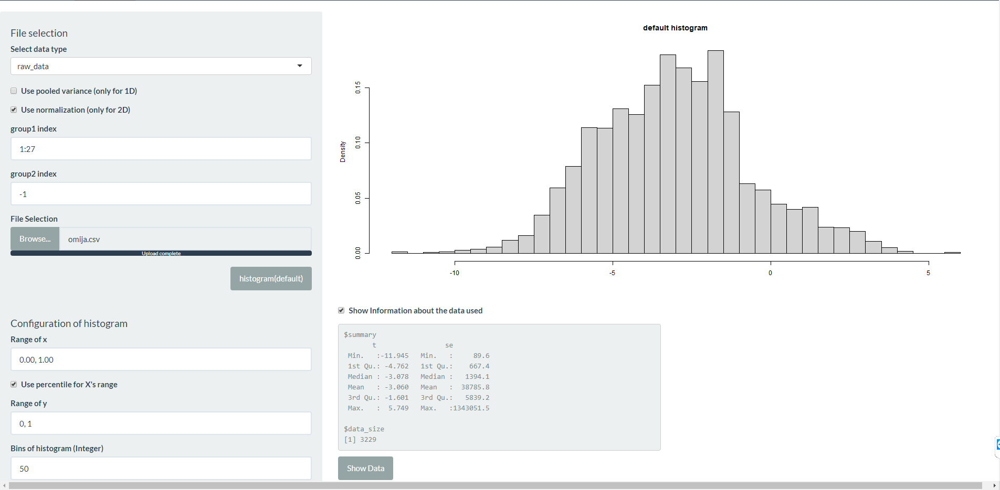 File selection
Select data type
raw_data
Use pooled variance (only for 1D)
Use normalization (only for 2D)
group1 index
1:27
group2 index
-1
File Selection
Browse... omija.csv
Upload complete
histogram(default)
Configuration of histogram
Range of x
0.00, 1.00
Use percentile for X's range
Range of y
0, 1
Bins of histogram (Integer)
50
default histogram
Density
0.15
0.10
0.05
0.00
-10 -5 0 5
Show Information about the data used
$summary
t se
Min. :-11.945 Min. : 89.6
1st Qu.: -4.762 1st Qu.: 667.4
Median : -3.078 Median : 1394.1
Mean : -3.060 Mean : 38785.8
3rd Qu.: -1.601 3rd Qu.: 5839.2
Max. : 5.749 Max. :1343051.5
$data_size
[1] 3229
Show Data